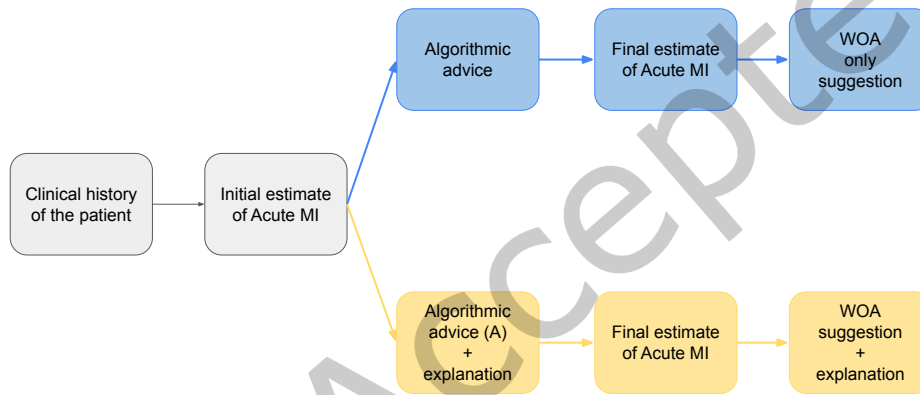 Algorithmic
advice
Final estimate
of Acute MI
WOA
only
suggestion
Clinical history
of the patient
Initial estimate
of Acute MI
Algorithmic
advice (A)
+
explanation
Final estimate
of Acute MI
WOA
suggestion
+
explanation
Accepte